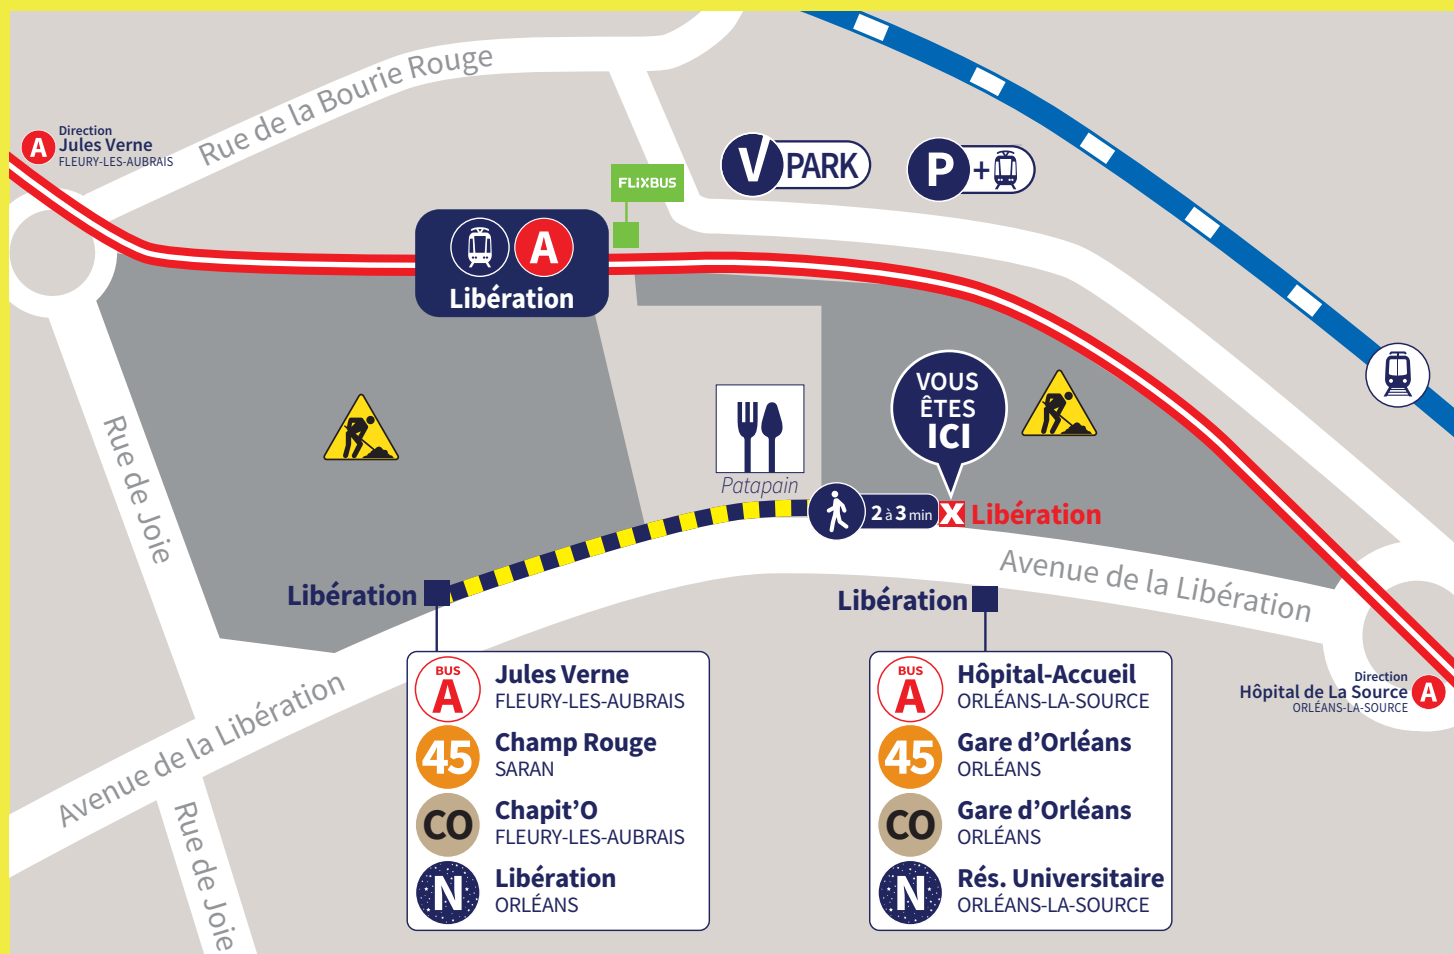 Rue de la Bourie Rouge
A
Direction
Jules Verne
FLEURY-LES-AUBRAIS
FLiXBUS
V PARK
P +
A
Libération
VOUS
ÊTES
ICI
Rue de Joie
Patapain
2 à 3 min
X Libération
Avenue de la Libération
Libération
Libération
BUS
A
Jules Verne
FLEURY-LES-AUBRAIS
45
Champ Rouge
SARAN
CO
Chapit’O
FLEURY-LES-AUBRAIS
N
Libération
ORLÉANS
BUS
A
Hôpital-Accueil
ORLÉANS-LA-SOURCE
45
Gare d’Orléans
ORLÉANS
CO
Gare d’Orléans
ORLÉANS
N
Rés. Universitaire
ORLÉANS-LA-SOURCE
Direction
Hôpital de La Source
ORLÉANS-LA-SOURCE
A
Avenue de la Libération
Rue de Joie